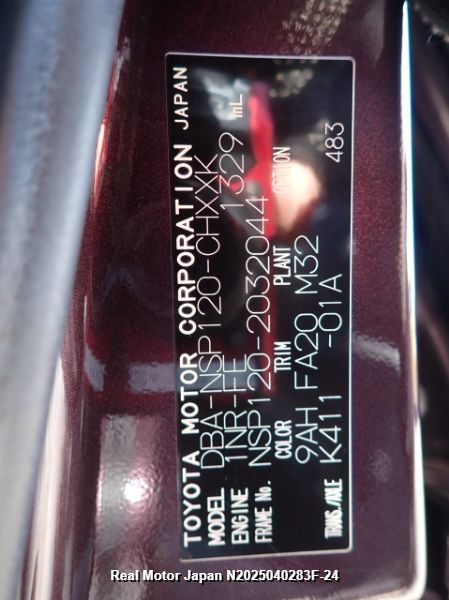 TOYOTA MOTOR CORPORATION JAPAN
MODEL DBA-NSP120-CHXXK
ENGINE 1NR-FE 1329 mL
FRAME No. NSP120-2032044
COLOR TRIM PLANT OPTION
9AH FA20 M32
TRANS./AXLE K411 -01A 483
Real Motor Japan N2025040283F-24